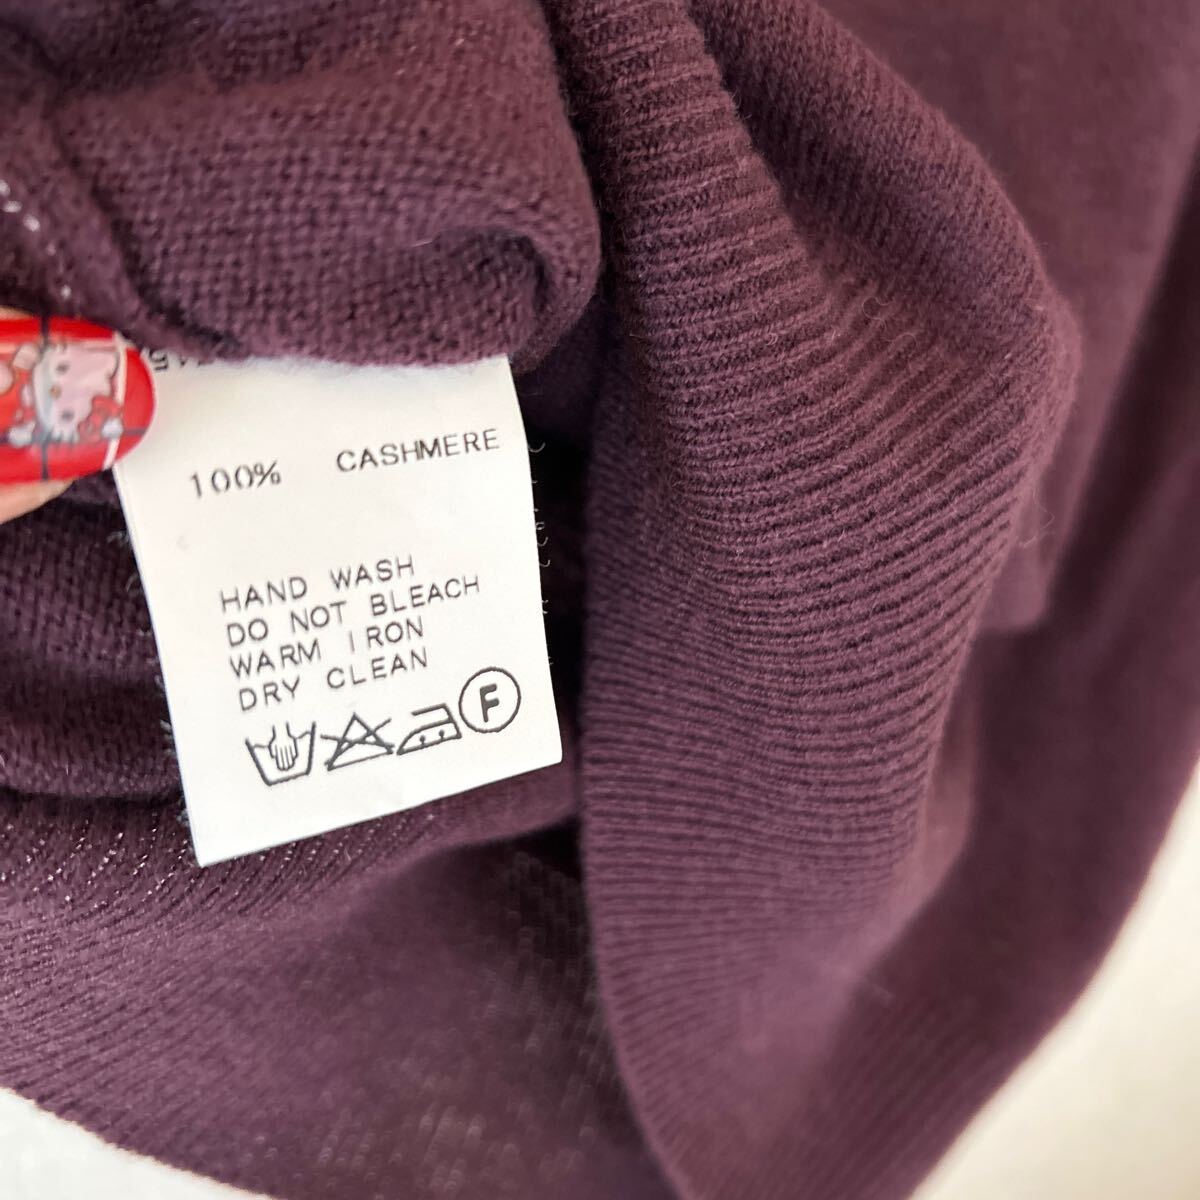 100% CASHMERE
HAND WASH
DO NOT BLEACH
WARM IRON
DRY CLEAN
F